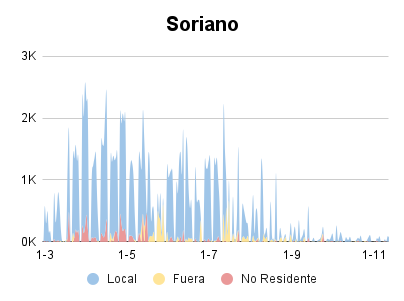 Soriano
3K
2K
1K
0K
1-3 1-5 1-7 1-9 1-11
Local Fuera No Residente